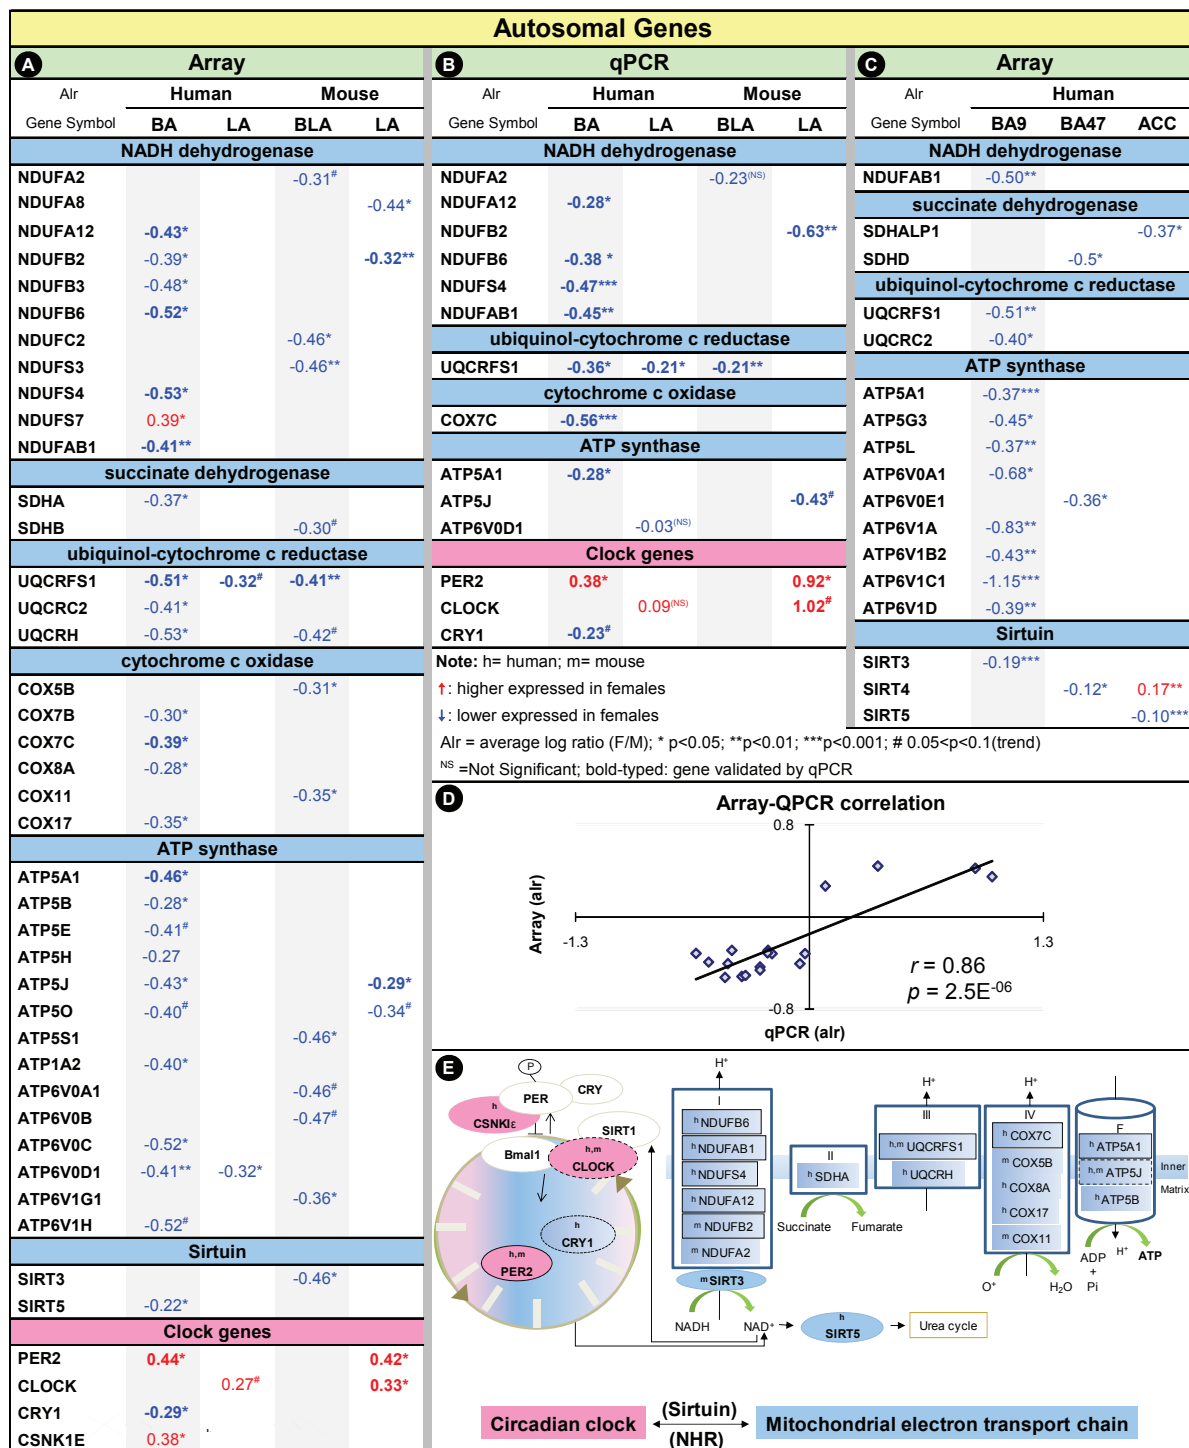 Autosomal Genes
A Array
Alr Human Mouse
Gene Symbol BA LA BLA LA
NADH dehydrogenase
NDUFA2 -0.31#
NDUFA8 -0.44*
NDUFA12 -0.43*
NDUFB2 -0.39* -0.32**
NDUFB3 -0.48*
NDUFB6 -0.52*
NDUFC2 -0.46*
NDUFS3 -0.46**
NDUFS4 -0.53*
NDUFS7 0.39*
NDUFAB1 -0.41**
succinate dehydrogenase
SDHA -0.37*
SDHB -0.30#
ubiquinol-cytochrome c reductase
UQCRFS1 -0.51* -0.32# -0.41**
UQCRC2 -0.41*
UQCRH -0.53* -0.42#
cytochrome c oxidase
COX5B -0.31*
COX7B -0.30*
COX7C -0.39*
COX8A -0.28*
COX11 -0.35*
COX17 -0.35*
ATP synthase
ATP5A1 -0.46*
ATP5B -0.28*
ATP5E -0.41#
ATP5H -0.27
ATP5J -0.43* -0.29*
ATP5O -0.40# -0.34#
ATP5S1 -0.46*
ATP1A2 -0.40*
ATP6V0A1 -0.46#
ATP6V0B -0.47#
ATP6V0C -0.52*
ATP6V0D1 -0.41** -0.32*
ATP6V1G1 -0.36*
ATP6V1H -0.52#
Sirtuin
SIRT3 -0.46*
SIRT5 -0.22*
Clock genes
PER2 0.44* 0.42*
CLOCK 0.27# 0.33*
CRY1 -0.29*
CSNK1E 0.38*
B qPCR
Alr Human Mouse
Gene Symbol BA LA BLA LA
NADH dehydrogenase
NDUFA2 -0.23(NS)
NDUFA12 -0.28*
NDUFB2 -0.63**
NDUFB6 -0.38 *
NDUFS4 -0.47***
NDUFAB1 -0.45**
ubiquinol-cytochrome c reductase
UQCRFS1 -0.36* -0.21* -0.21**
cytochrome c oxidase
COX7C -0.56***
ATP synthase
ATP5A1 -0.28*
ATP5J -0.43#
ATP6V0D1 -0.03(NS)
Clock genes
PER2 0.38* 0.92*
CLOCK 0.09(NS) 1.02#
CRY1 -0.23#
Note: h= human; m= mouse
↑: higher expressed in females
↓: lower expressed in females
Alr = average log ratio (F/M); * p<0.05; **p<0.01; ***p<0.001; # 0.05<p<0.1(trend)
NS =Not Significant; bold-typed: gene validated by qPCR
C Array
Alr Human
Gene Symbol BA9 BA47 ACC
NADH dehydrogenase
NDUFAB1 -0.50**
succinate dehydrogenase
SDHALP1 -0.37*
SDHD -0.5*
ubiquinol-cytochrome c reductase
UQCRFS1 -0.51**
UQCRC2 -0.40*
ATP synthase
ATP5A1 -0.37***
ATP5G3 -0.45*
ATP5L -0.37**
ATP6V0A1 -0.68*
ATP6V0E1 -0.36*
ATP6V1A -0.83**
ATP6V1B2 -0.43**
ATP6V1C1 -1.15***
ATP6V1D -0.39**
Sirtuin
SIRT3 -0.19***
SIRT4 -0.12* 0.17**
SIRT5 -0.10***
D Array-QPCR correlation
0.8
Array (alr)
-1.3 1.3
r = 0.86
p = 2.5E-06
-0.8
qPCR (alr)
E
P
PER
CRY
h
CSNKIε
SIRT1
Bmal1
h,m
CLOCK
h
CRY1
h,m
PER2
H+
I
h NDUFB6
h NDUFAB1
h NDUFS4
h NDUFA12
m NDUFB2
m NDUFA2
m SIRT3
NADH NAD+
h
SIRT5
Urea cycle
II
h SDHA
Succinate Fumarate
H+
III
h,m UQCRFS1
h UQCRH
H+
IV
h COX7C
m COX5B
h COX8A
h COX17
m COX11
O+ H2O
F
h ATP5A1
h,m ATP5J
h ATP5B
Inner
Matrix
ADP
+
Pi
H+
ATP
Circadian clock (Sirtuin) (NHR) Mitochondrial electron transport chain